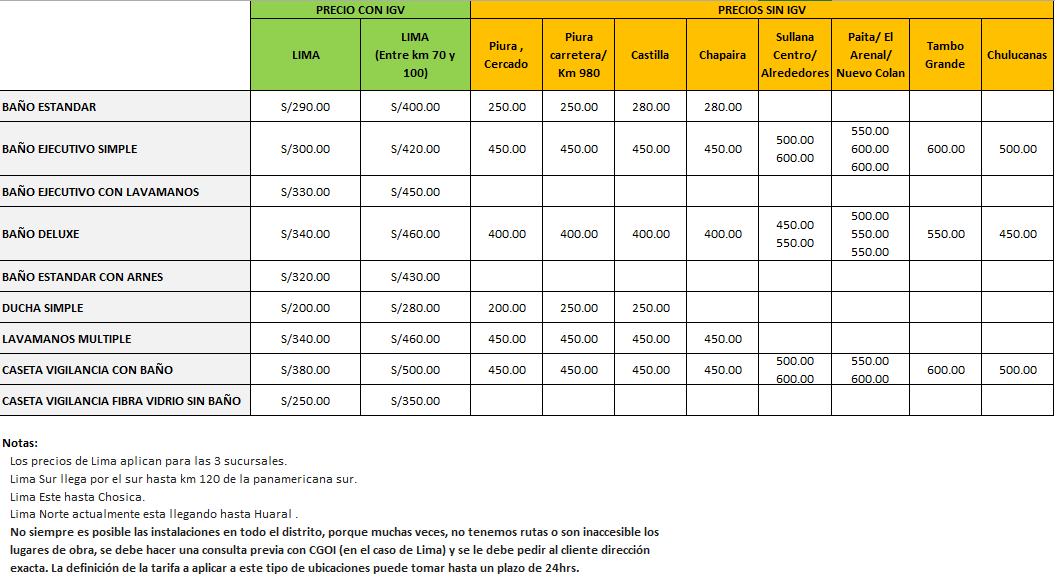 PRECIO CON IGV PRECIOS SIN IGV
LIMA LIMA (Entre km 70 y 100) Piura , Cercado Piura carretera/ Km 980 Castilla Chapaira Sullana Centro/ Alrededores Paita/ El Arenal/ Nuevo Colan Tambo Grande Chulucanas
BAÑO ESTANDAR S/290.00 S/400.00 250.00 250.00 280.00 280.00
BAÑO EJECUTIVO SIMPLE S/300.00 S/420.00 450.00 450.00 450.00 450.00 500.00 600.00 550.00 600.00 600.00 600.00 500.00
BAÑO EJECUTIVO CON LAVAMANOS S/330.00 S/450.00
BAÑO DELUXE S/340.00 S/460.00 400.00 400.00 400.00 400.00 450.00 550.00 500.00 550.00 550.00 550.00 450.00
BAÑO ESTANDAR CON ARNES S/320.00 S/430.00
DUCHA SIMPLE S/200.00 S/280.00 200.00 250.00 250.00
LAVAMANOS MULTIPLE S/340.00 S/460.00 450.00 450.00 450.00 450.00
CASETA VIGILANCIA CON BAÑO S/380.00 S/500.00 450.00 450.00 450.00 450.00 500.00 600.00 550.00 600.00 600.00 500.00
CASETA VIGILANCIA FIBRA VIDRIO SIN BAÑO S/250.00 S/350.00
Notas:
Los precios de Lima aplican para las 3 sucursales.
Lima Sur llega por el sur hasta km 120 de la panamericana sur.
Lima Este hasta Chosica.
Lima Norte actualmente esta llegando hasta Huaral .
No siempre es posible las instalaciones en todo el distrito, porque muchas veces, no tenemos rutas o son inaccesible los
lugares de obra, se debe hacer una consulta previa con CGOI (en el caso de Lima) y se le debe pedir al cliente dirección
exacta. La definición de la tarifa a aplicar a este tipo de ubicaciones puede tomar hasta un plazo de 24hrs.